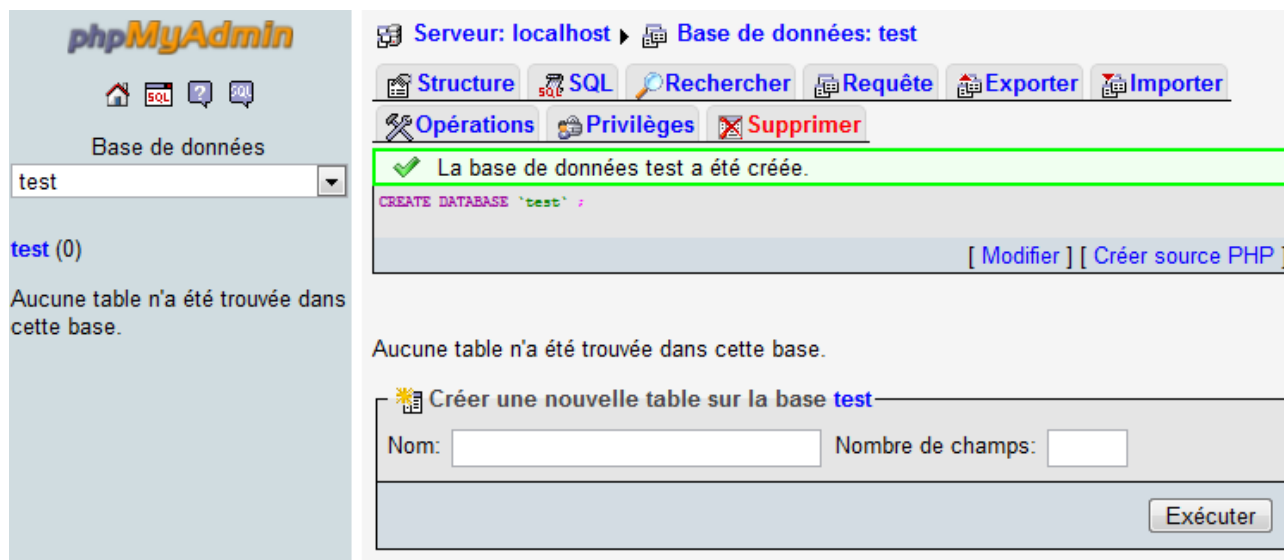 phpMyAdmin
SQL
SQL
Base de données
test
test (0)
Aucune table n'a été trouvée dans
cette base.
Serveur: localhost Base de données: test
Structure SQL Rechercher Requête Exporter Importer
Opérations Privilèges Supprimer
La base de données test a été créée.
CREATE DATABASE `test` ;
[ Modifier ] [ Créer source PHP ]
Aucune table n'a été trouvée dans cette base.
Créer une nouvelle table sur la base test
Nom: Nombre de champs:
Exécuter